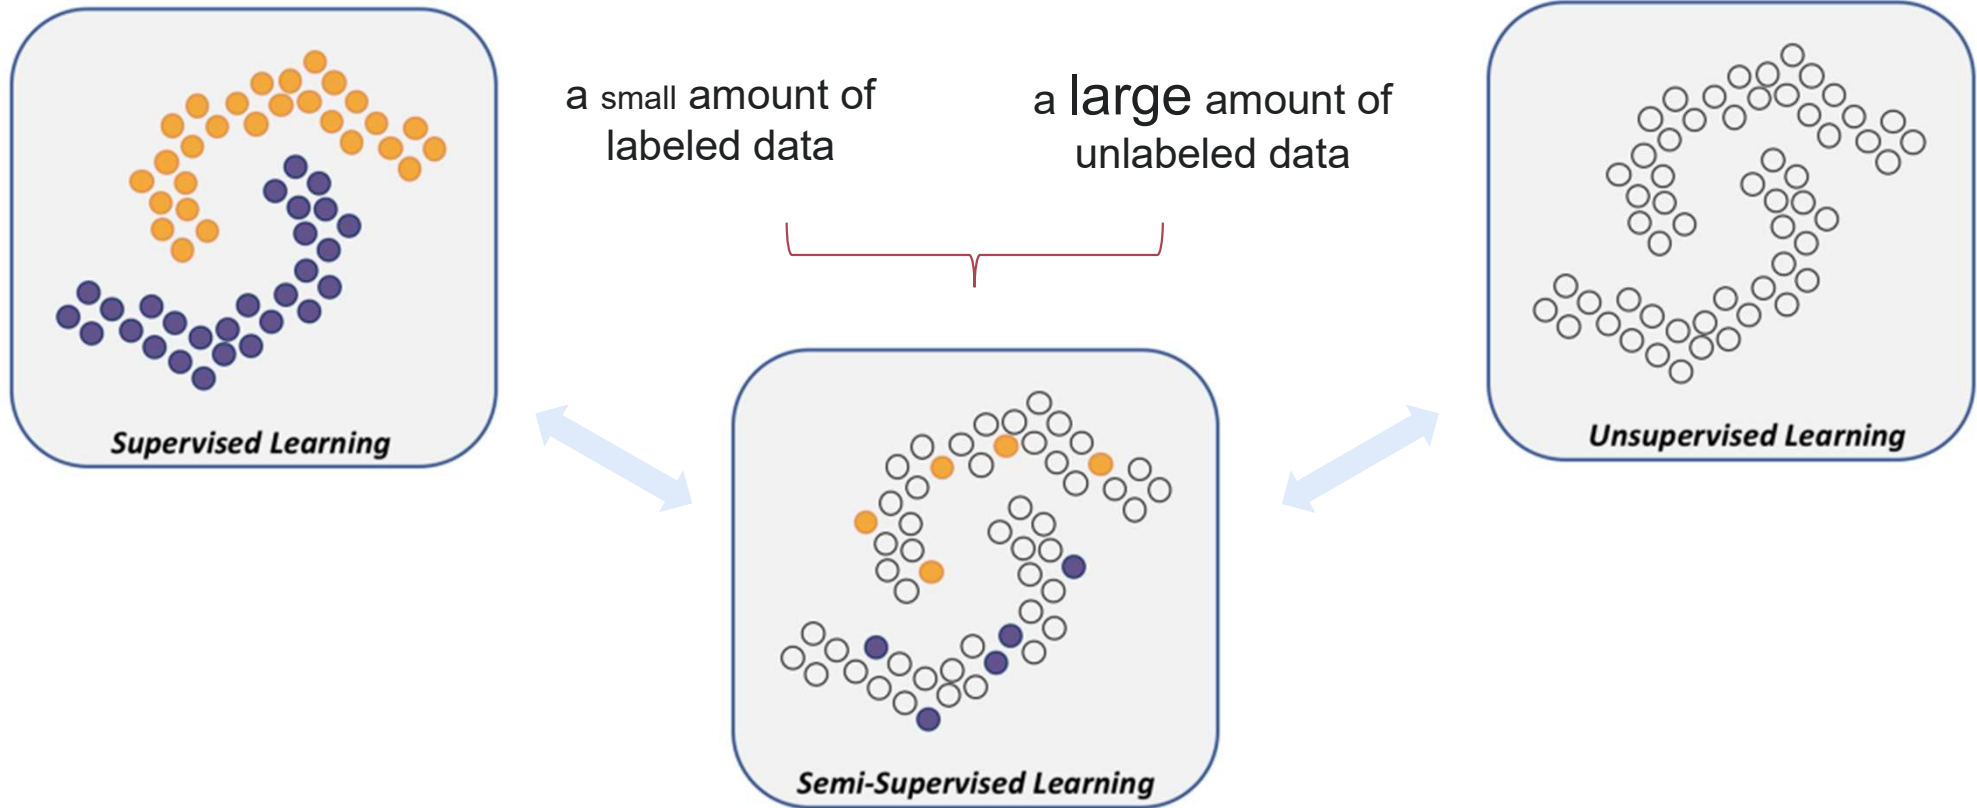 a small amount of
labeled data
a large amount of
unlabeled data
Supervised Learning
Unsupervised Learning
Semi-Supervised Learning